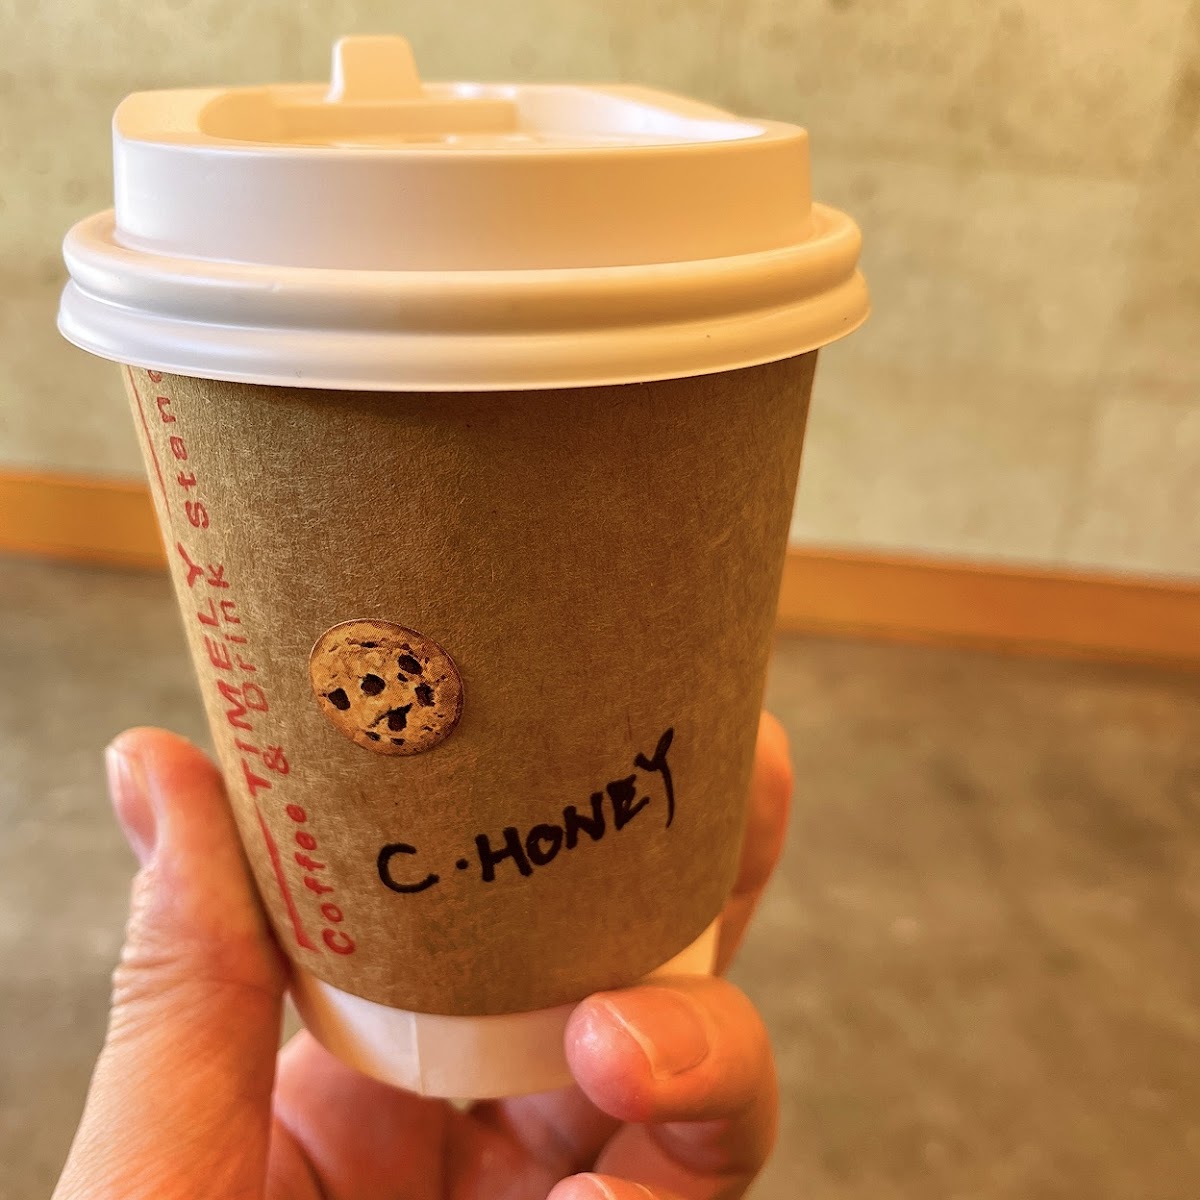 TIMELY
Coffee & Drink Stan
C.HONEY